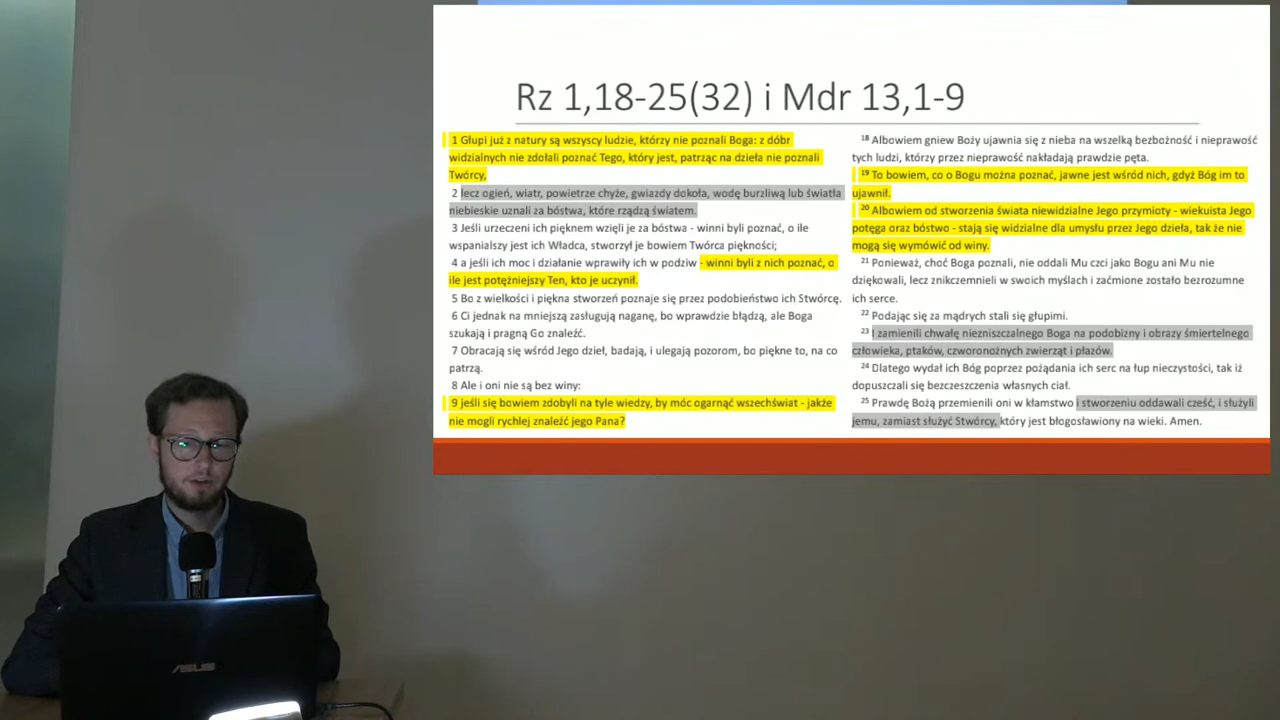 Rz 1,18-25(32) i Mdr 13,1-9
1 Głupi już z natury są wszyscy ludzie, którzy nie poznali Boga: z dóbr
widzialnych nie zdołali poznać Tego, który jest, patrząc na dzieła nie poznali
Twórcy,
2 lecz ogień, wiatr, powietrze chyże, gwiazdy dokoła, wodę burzliwą lub światła
niebieskie uznali za bóstwa, które rządzą światem.
3 Jeśli urzeczeni ich pięknem wzięli je za bóstwa - winni byli poznać, o ile
wspanialszy jest ich Władca, stworzył je bowiem Twórca piękności;
4 a jeśli ich moc i działanie wprawiły ich w podziw - winni byli z nich poznać, o
ile jest potężniejszy Ten, kto je uczynił.
5 Bo z wielkości i piękna stworzeń poznaje się przez podobieństwo ich Stwórcę.
6 Ci jednak na mniejszą zasługują naganę, bo wprawdzie błądzą, ale Boga
szukają i pragną Go znaleźć.
7 Obracają się wśród Jego dzieł, badają, i ulegają pozorom, bo piękne to, na co
patrzą.
8 Ale i oni nie są bez winy:
9 jeśli się bowiem zdobyli na tyle wiedzy, by móc ogarnąć wszechświat - jakże
nie mogli rychlej znaleźć jego Pana?
18 Albowiem gniew Boży ujawnia się z nieba na wszelką bezbożność i nieprawość
tych ludzi, którzy przez nieprawość nakładają prawdzie pęta.
19 To bowiem, co o Bogu można poznać, jawne jest wśród nich, gdyż Bóg im to
ujawnił.
20 Albowiem od stworzenia świata niewidzialne Jego przymioty - wiekuista Jego
potęga oraz bóstwo - stają się widzialne dla umysłu przez Jego dzieła, tak że nie
mogą się wymówić od winy.
21 Ponieważ, choć Boga poznali, nie oddali Mu czci jako Bogu ani Mu nie
dziękowali, lecz znikczemnieli w swoich myślach i zaćmione zostało bezrozumne
ich serce.
22 Podając się za mądrych stali się głupimi.
23 I zamienili chwałę niezniszczalnego Boga na podobizny i obrazy śmiertelnego
człowieka, ptaków, czworonożnych zwierząt i płazów.
24 Dlatego wydał ich Bóg poprzez pożądania ich serc na łup nieczystości, tak iż
dopuszczali się bezczeszczenia własnych ciał.
25 Prawdę Bożą przemienili oni w kłamstwo i stworzeniu oddawali cześć, i służyli
jemu, zamiast służyć Stwórcy, który jest błogosławiony na wieki. Amen.
ASUS